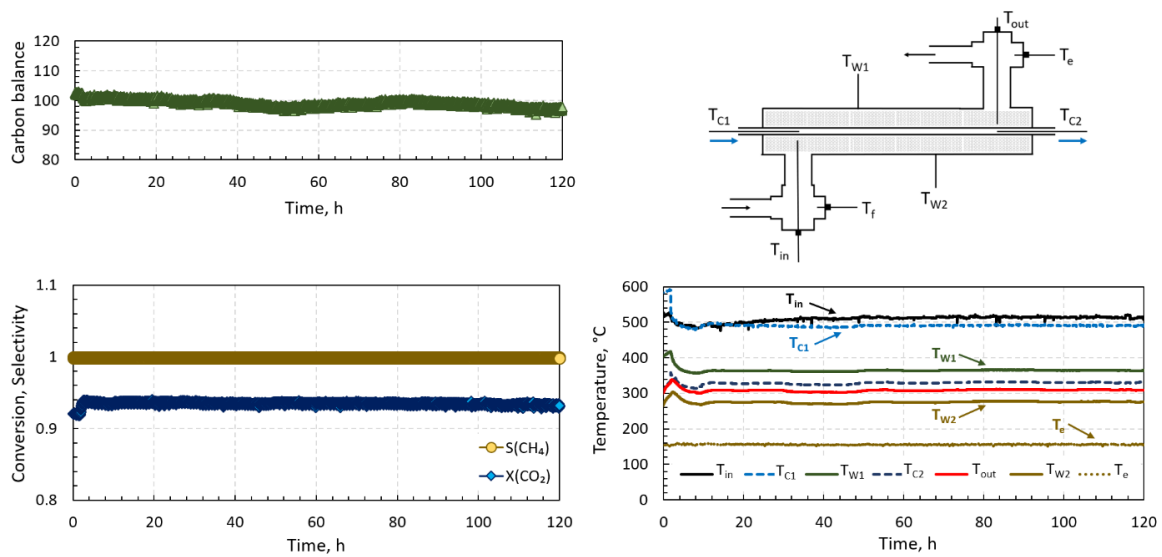 120
110
100
90
80
Carbon balance
0 20 40 60 80 100 120
Time, h
T_out
T_e
T_W1
T_C1
T_C2
T_W2
T_f
T_in
1.1
1
0.9
0.8
Conversion, Selectivity
S(CH₄)
X(CO₂)
0 20 40 60 80 100 120
Time, h
600
500
400
300
200
100
0
Temperature, °C
T_in
T_C1
T_W1
T_W2
T_e
T_in T_C1 T_W1 T_C2 T_out T_W2 T_e
0 20 40 60 80 100 120
Time, h